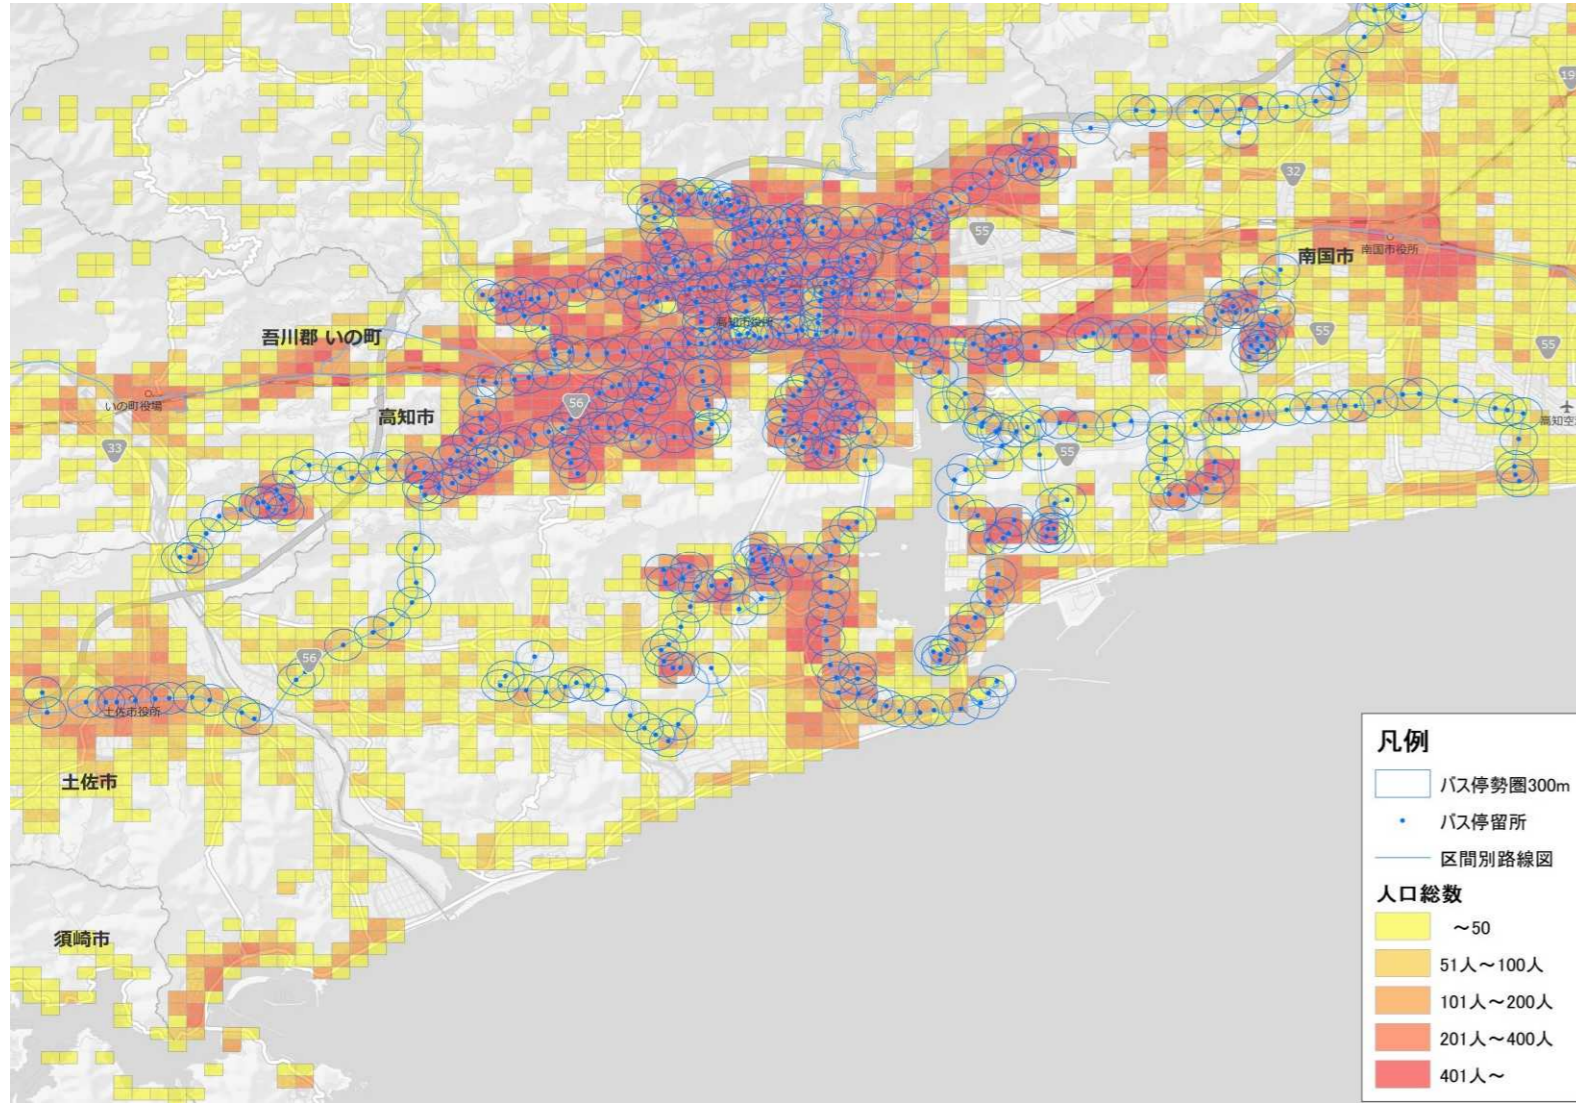 19
32
55
南国市
南国市役所
高知市役所
吾川郡 いの町
55
55
いの町役場
56
高知市
33
55
56
土佐市役所
土佐市
須崎市
凡例
バス停勢圏300m
バス停留所
区間別路線図
人口総数
～50
51人～100人
101人～200人
201人～400人
401人～